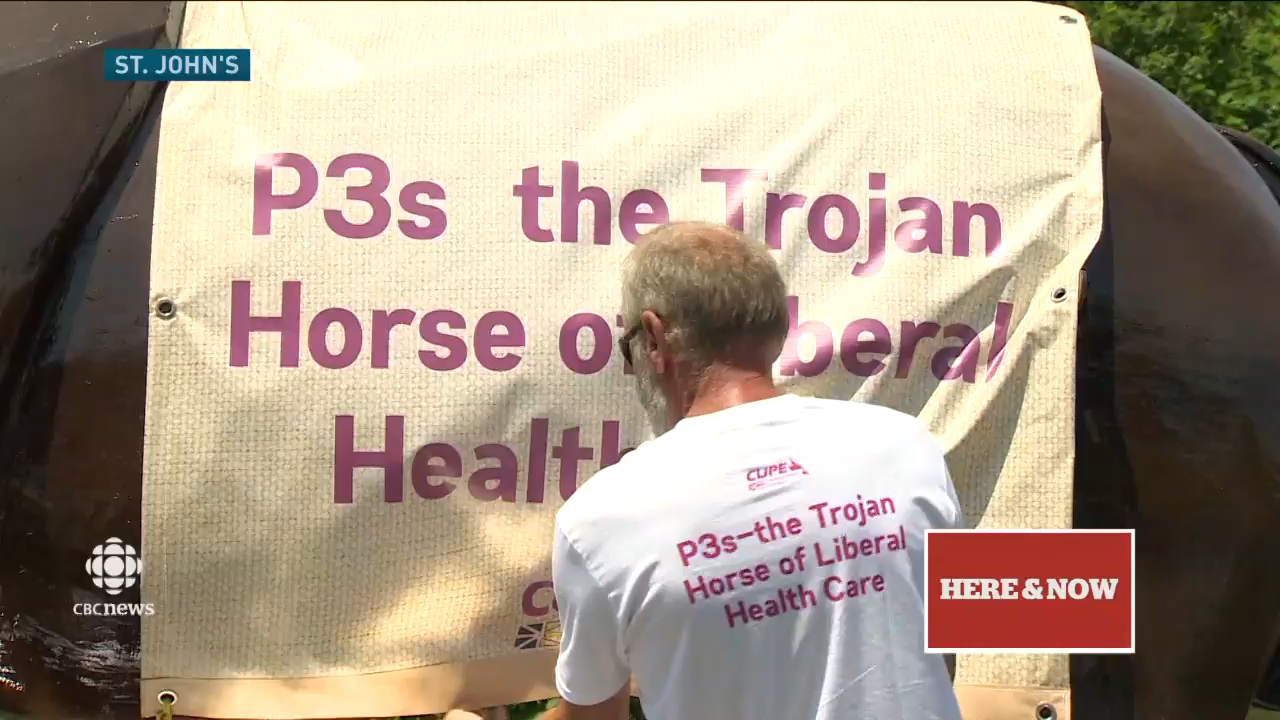 ST. JOHN'S
P3s the Trojan
Horse of Liberal
Health
CUPE
P3s-the Trojan
Horse of Liberal
Health Care
HERE & NOW
CBCnews